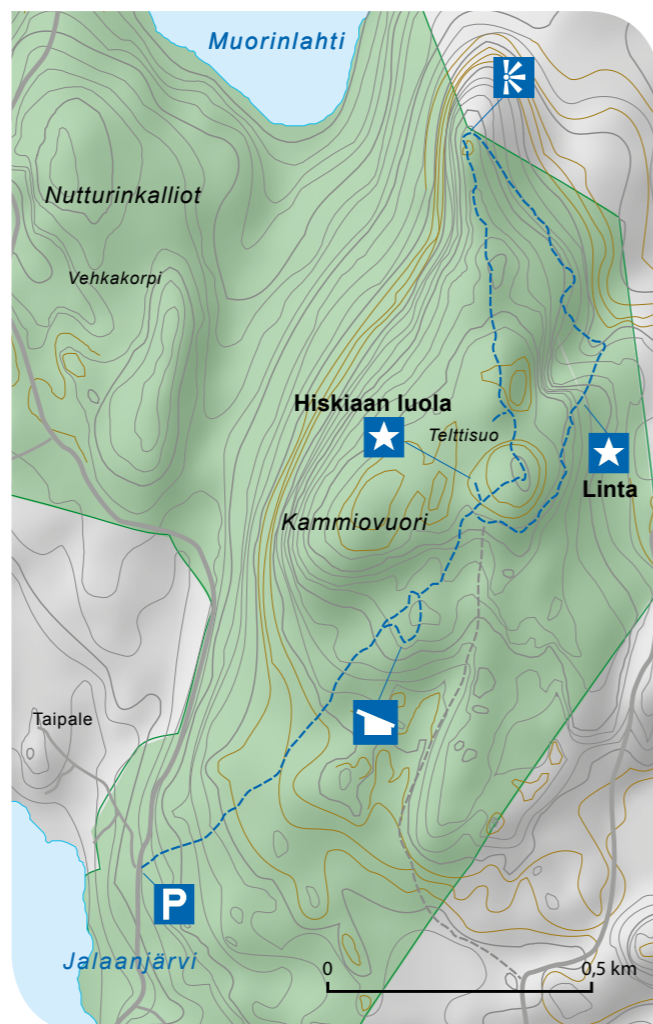 Muorinlahti
Nutturinkalliot
Vehkakorpi
Hiskiaan luola
Telttisuo
Linta
Kammiovuori
Taipale
P
Jalaanjärvi
0
0,5 km